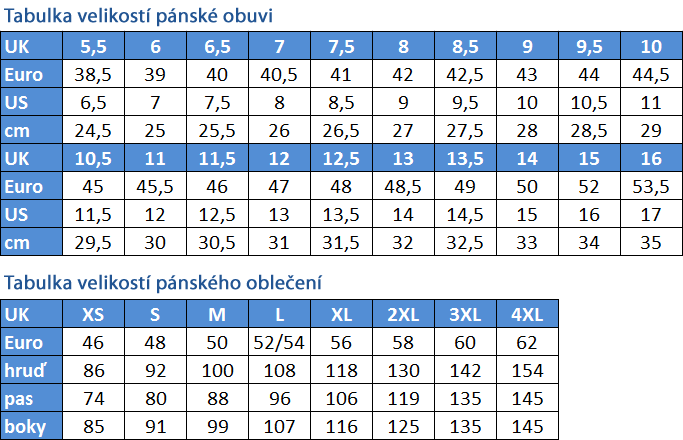 Tabulka velikostí pánské obuvi
UK 5,5 6 6,5 7 7,5 8 8,5 9 9,5 10
Euro 38,5 39 40 40,5 41 42 42,5 43 44 44,5
US 6,5 7 7,5 8 8,5 9 9,5 10 10,5 11
cm 24,5 25 25,5 26 26,5 27 27,5 28 28,5 29
UK 10,5 11 11,5 12 12,5 13 13,5 14 15 16
Euro 45 45,5 46 47 48 48,5 49 50 52 53,5
US 11,5 12 12,5 13 13,5 14 14,5 15 16 17
cm 29,5 30 30,5 31 31,5 32 32,5 33 34 35
Tabulka velikostí pánského oblečení
UK XS S M L XL 2XL 3XL 4XL
Euro 46 48 50 52/54 56 58 60 62
hruď 86 92 100 108 118 130 142 154
pas 74 80 88 96 106 119 135 145
boky 85 91 99 107 116 125 135 145